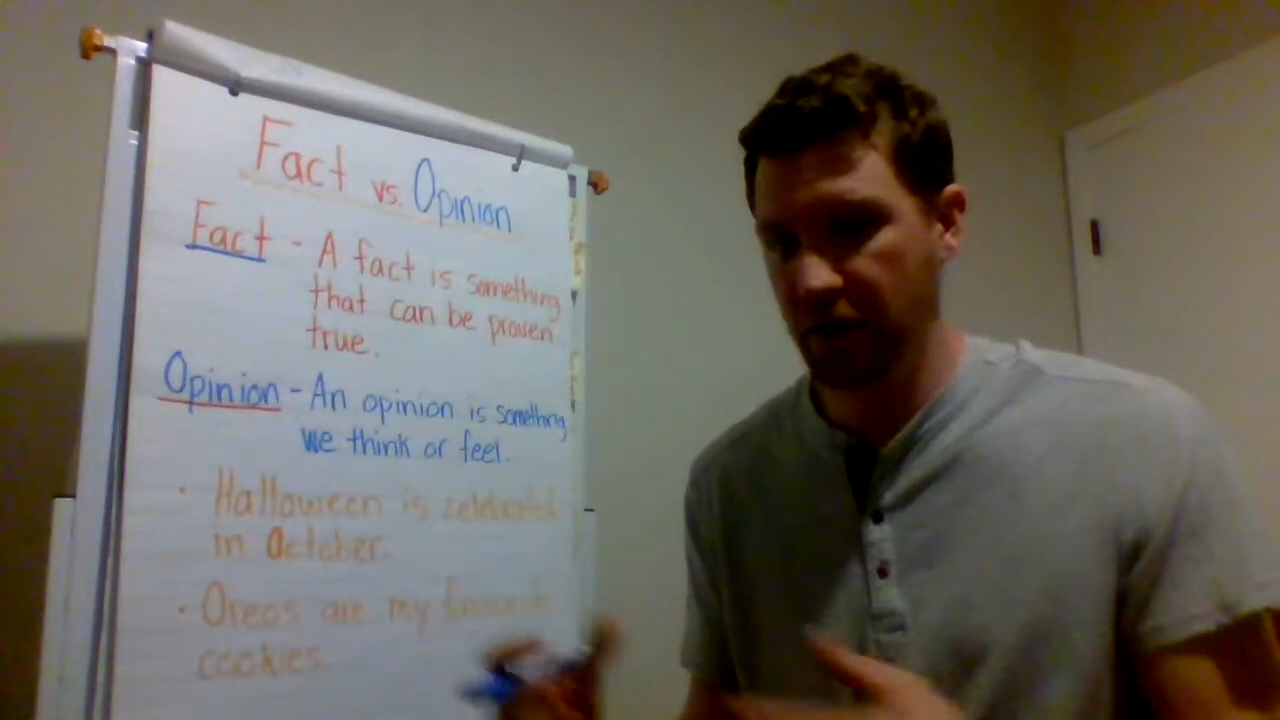 Fact vs. Opinion
Fact - A fact is something
that can be proven
true.
Opinion - An opinion is something
we think or feel.
• Halloween is celebrated
in October.
• Oreos are my favorite
cookies.